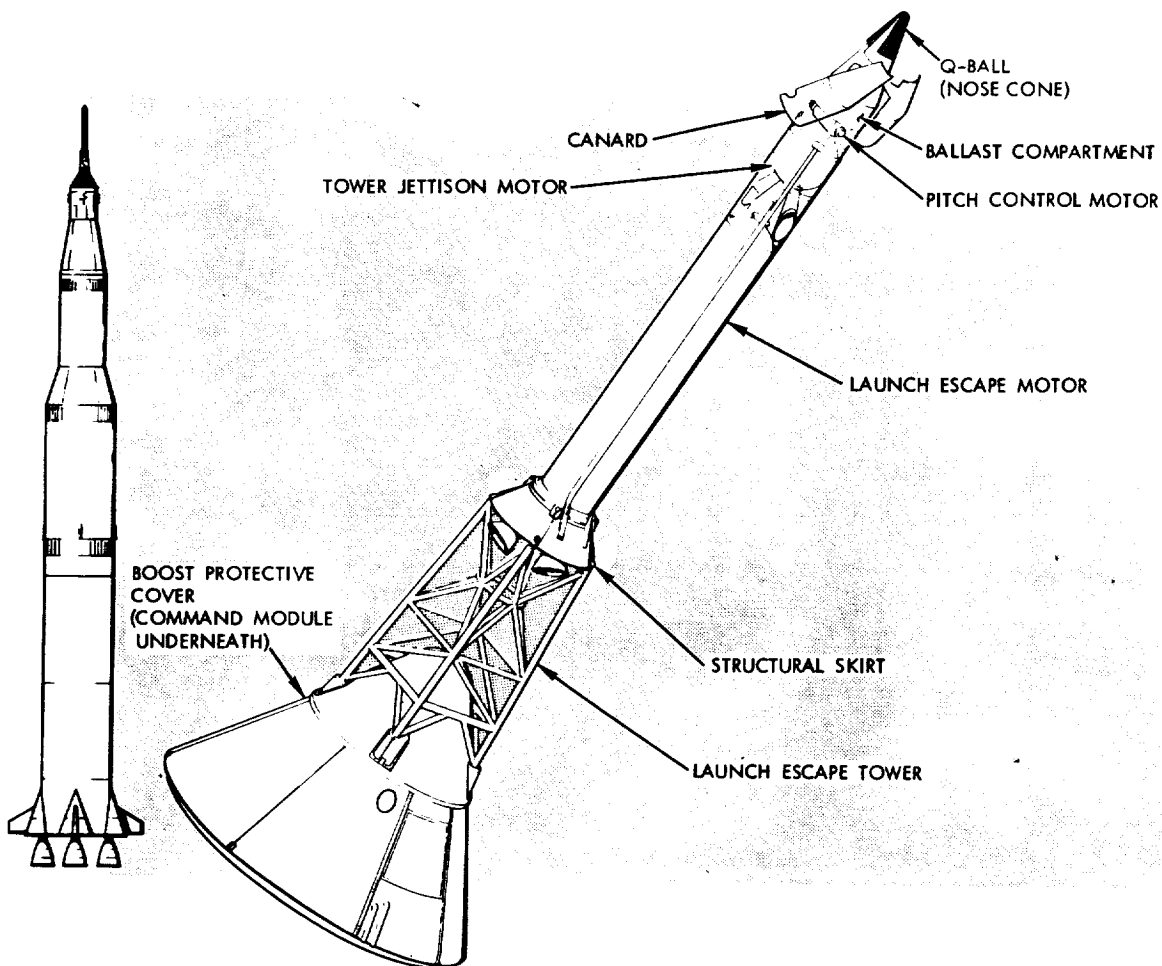 Q-BALL
(NOSE CONE)
CANARD
BALLAST COMPARTMENT
TOWER JETTISON MOTOR
PITCH CONTROL MOTOR
LAUNCH ESCAPE MOTOR
BOOST PROTECTIVE
COVER
(COMMAND MODULE
UNDERNEATH)
STRUCTURAL SKIRT
LAUNCH ESCAPE TOWER